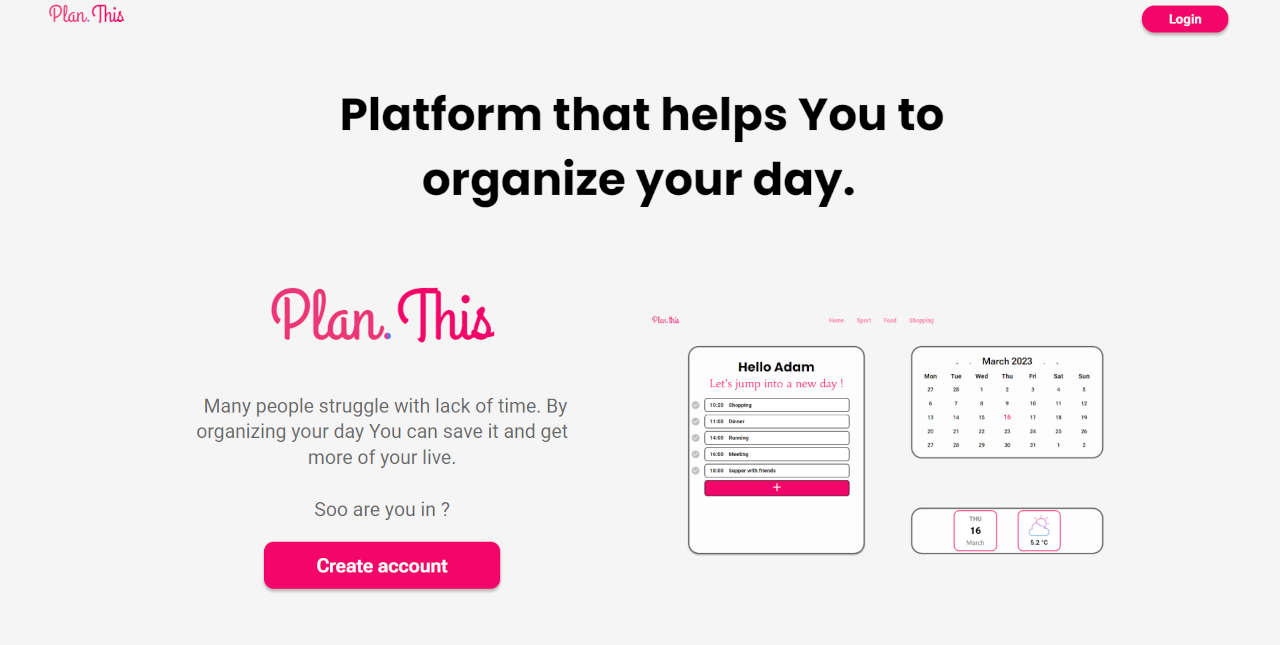 Plan.This
Login
Platform that helps You to
organize your day.
Plan.This
Many people struggle with lack of time. By
organizing your day You can save it and get
more of your live.
Soo are you in ?
Create account
Plan.this
Home Sport Food Shopping
Hello Adam
Let's jump into a new day !
10:20 Shopping
11:00 Dinner
14:00 Running
16:00 Meeting
18:00 Supper with friends
+
March 2023
Mon Tue Wed Thu Fri Sat Sun
27 28 1 2 3 4 5
6 7 8 9 10 11 12
13 14 15 16 17 18 19
20 21 22 23 24 25 26
27 28 29 30 31 1 2
THU
16
March
5.2 °C